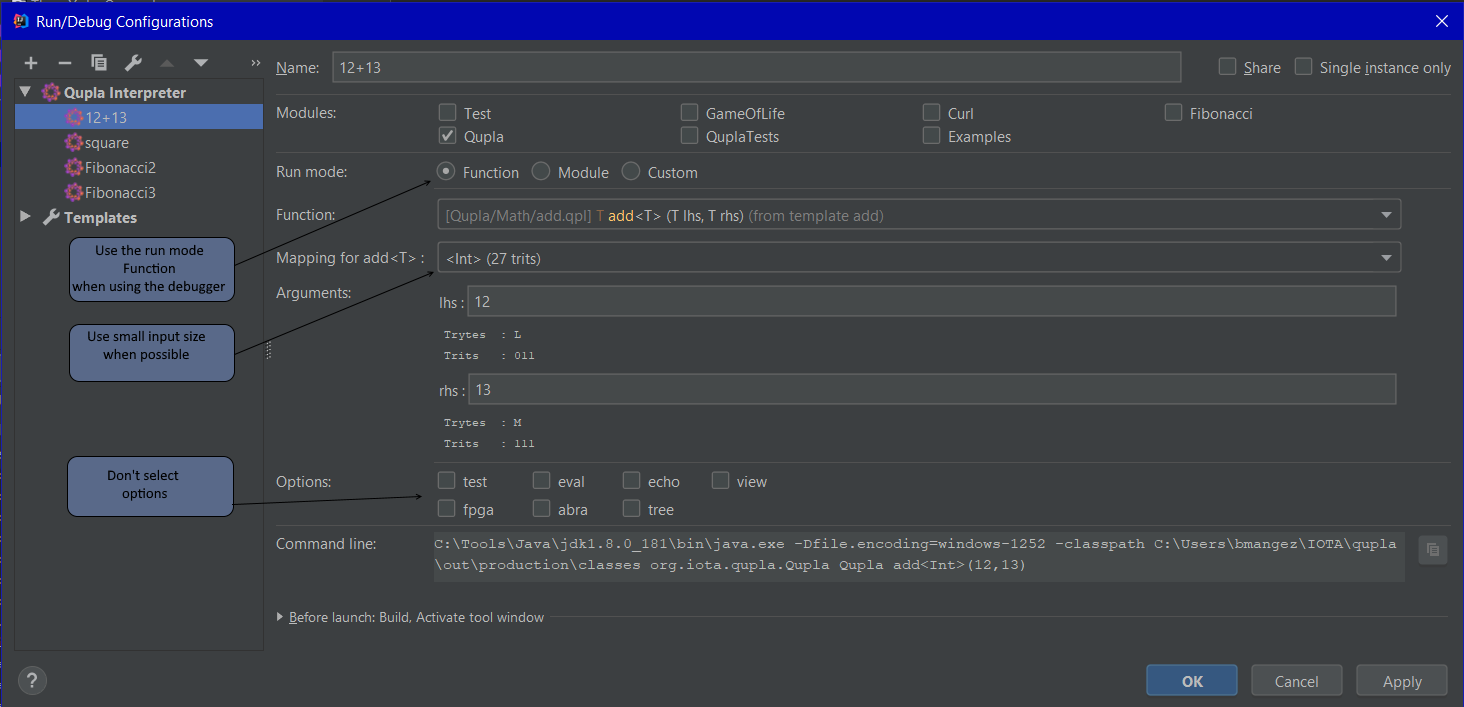 Run/Debug Configurations
Name: 12+13
Share
Single instance only
Qupla Interpreter
12+13
square
Fibonacci2
Fibonacci3
Templates
Use the run mode
Function
when using the debugger
Use small input size
when possible
Don't select
options
Modules:
Test
GameOfLife
Curl
Fibonacci
Qupla
QuplaTests
Examples
Run mode:
Function
Module
Custom
Function:
[Qupla/Math/add.qpl] T add<T> (T lhs, T rhs) (from template add)
Mapping for add<T> :
<Int> (27 trits)
Arguments:
lhs : 12
Trytes : L
Trits : 011
rhs : 13
Trytes : M
Trits : 111
Options:
test
eval
echo
view
fpga
abra
tree
Command line:
C:\Tools\Java\jdk1.8.0_181\bin\java.exe -Dfile.encoding=windows-1252 -classpath C:\Users\bmangez\IOTA\qupla
\out\production\classes org.iota.qupla.Qupla Qupla add<Int>(12,13)
Before launch: Build, Activate tool window
?
OK
Cancel
Apply